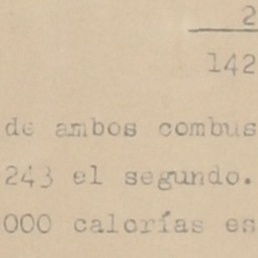 2
142
de ambos combus
243 el segundo.
000 calorías es